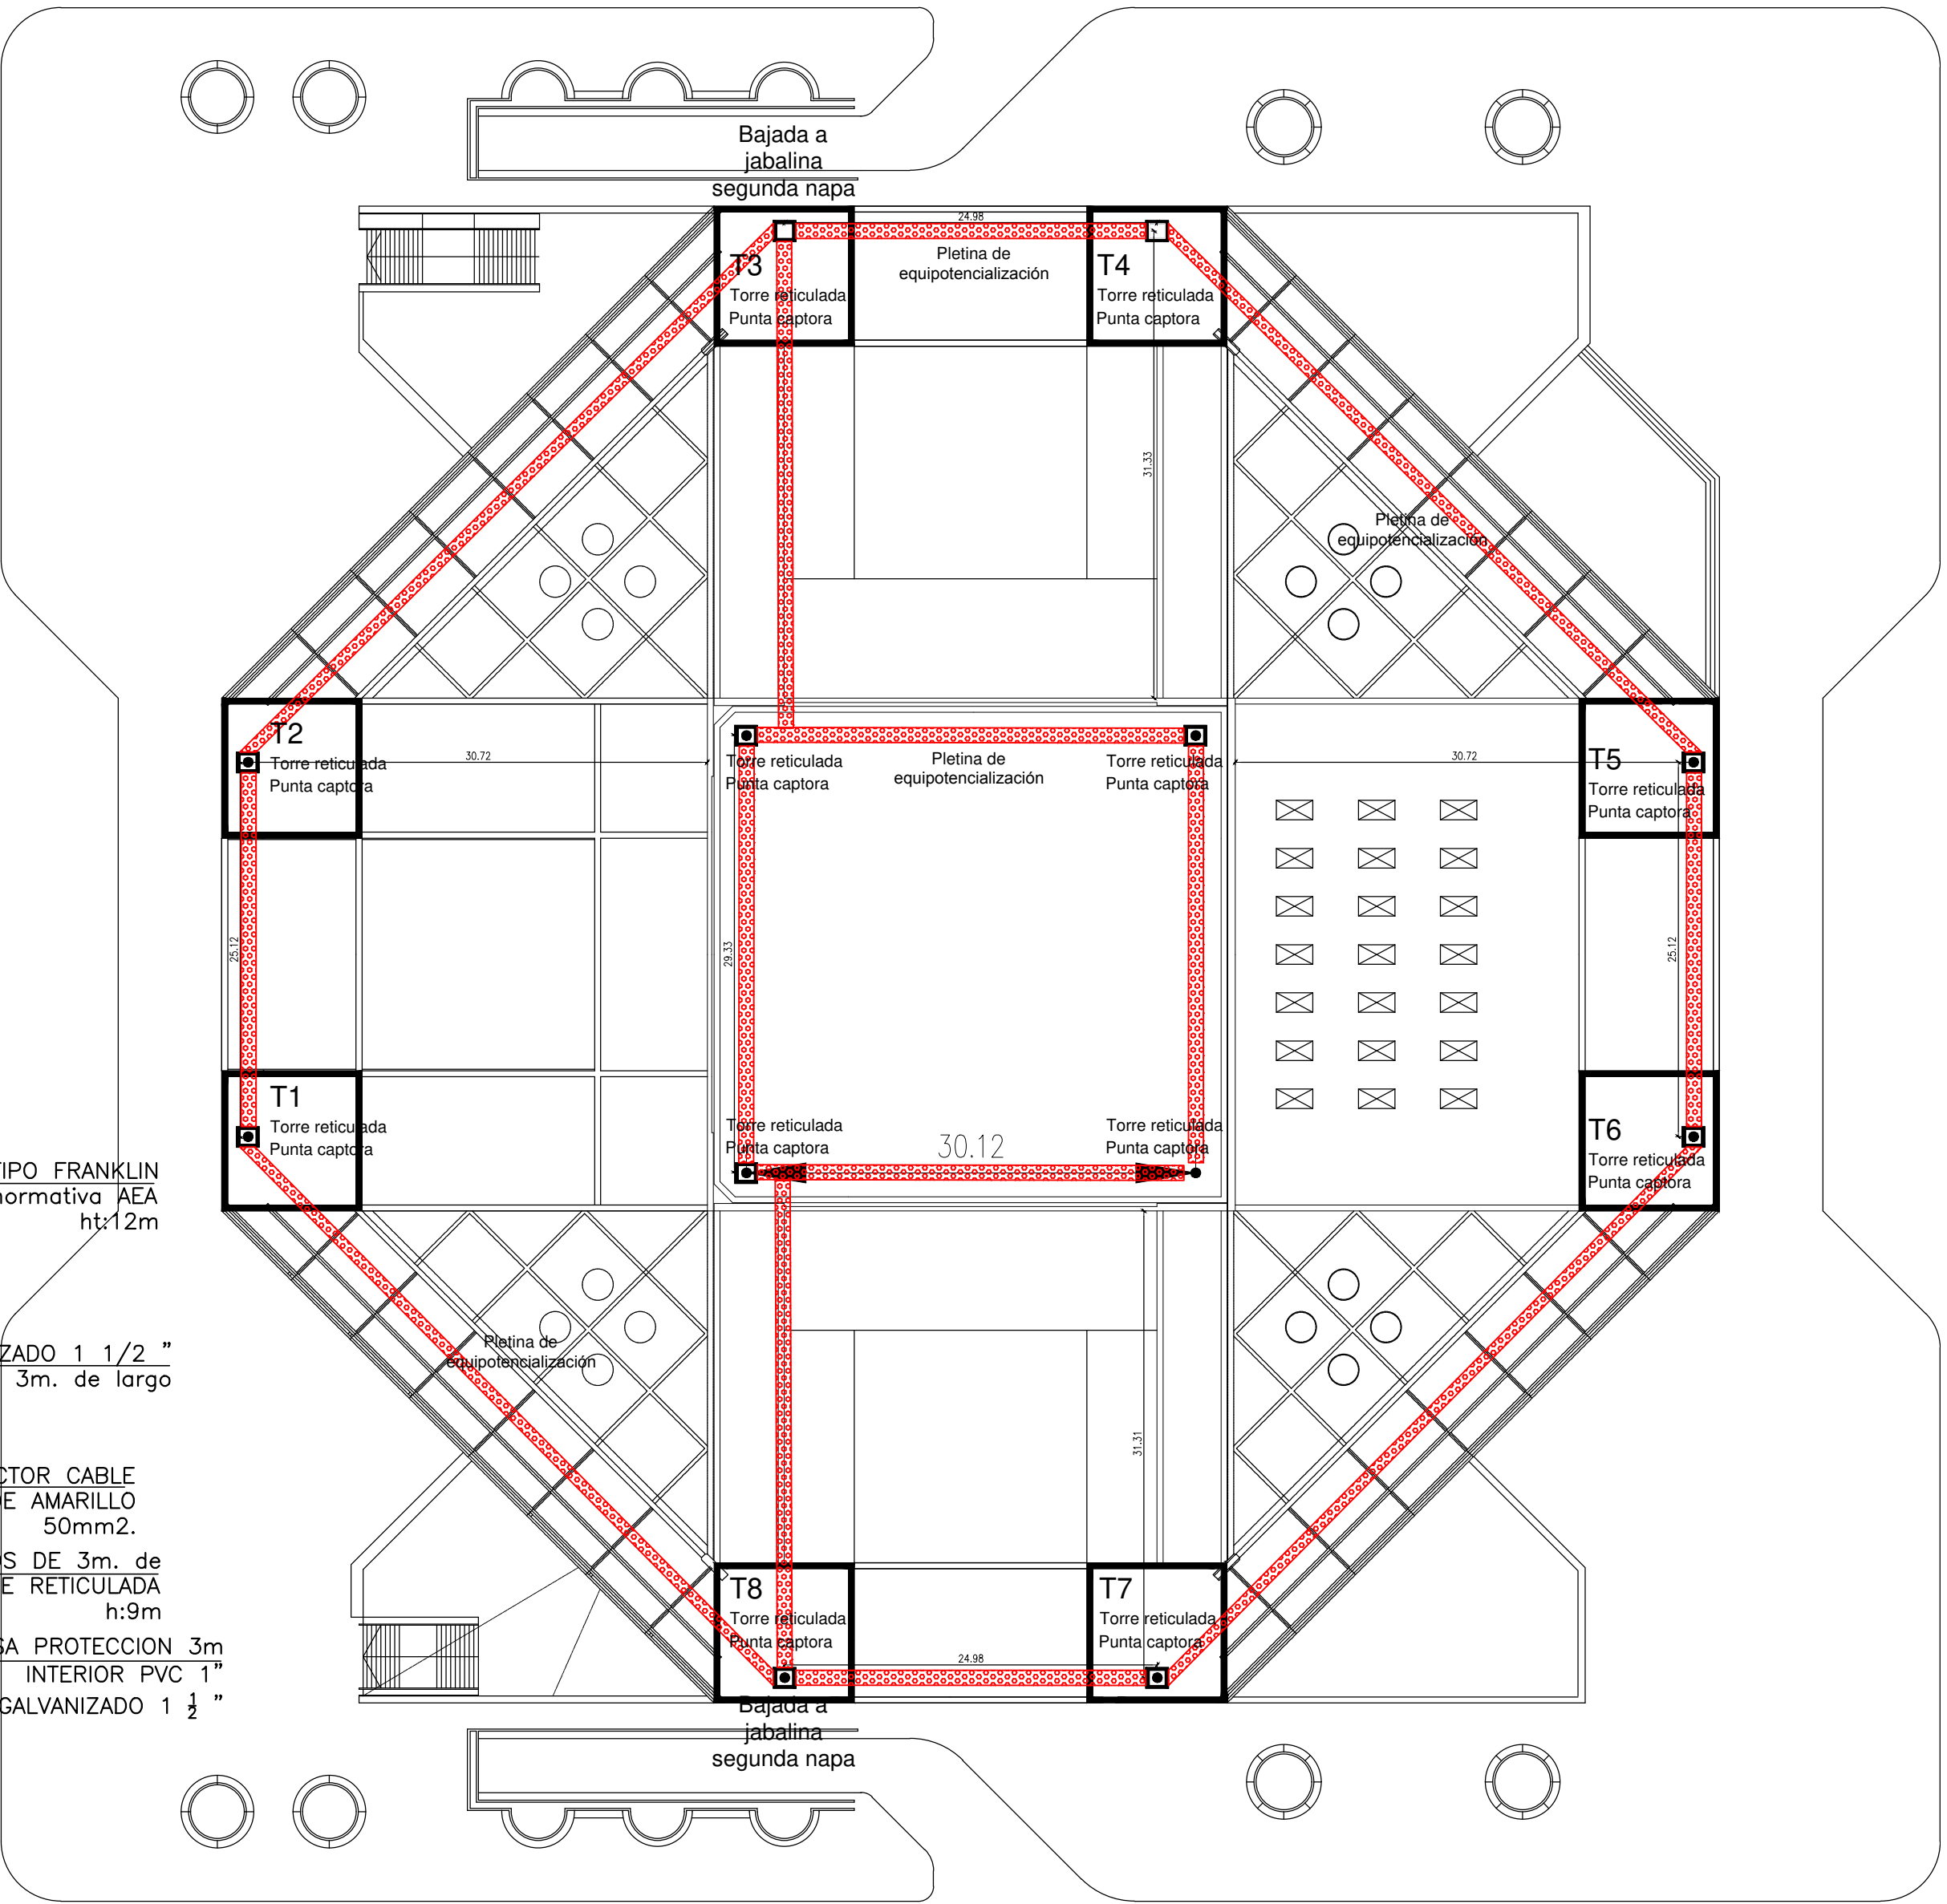 Bajada a
jabalina
segunda napa
24.98
T3
Torre reticulada
Punta captora
Pletina de
equipotencialización
T4
Torre reticulada
Punta captora
31.33
Pletina de
equipotencialización
T2
Torre reticulada
Punta captora
30.72
Torre reticulada
Punta captora
Pletina de
equipotencialización
Torre reticulada
Punta captora
30.72
T5
Torre reticulada
Punta captora
25.12
29.33
25.12
T1
Torre reticulada
Punta captora
Torre reticulada
Punta captora
30.12
Torre reticulada
Punta captora
T6
Torre reticulada
Punta captora
TIPO FRANKLIN
normativa AEA
ht:12m
Pletina de
equipotencialización
ZADO 1 1/2 "
3m. de largo
31.31
CTOR CABLE
DE AMARILLO
50mm2.
OS DE 3m. de
E RETICULADA
h:9m
SA PROTECCION 3m
INTERIOR PVC 1"
GALVANIZADO 1 1/2 "
T8
Torre reticulada
Punta captora
24.98
T7
Torre reticulada
Punta captora
Bajada a
jabalina
segunda napa